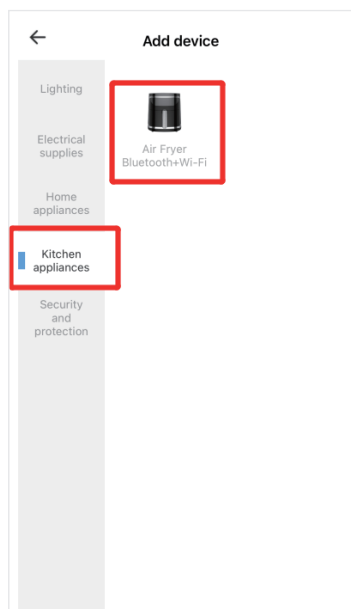 Add device
Lighting
Electrical
supplies
Home
appliances
Kitchen
appliances
Security
and
protection
Air Fryer
Bluetooth+Wi-Fi